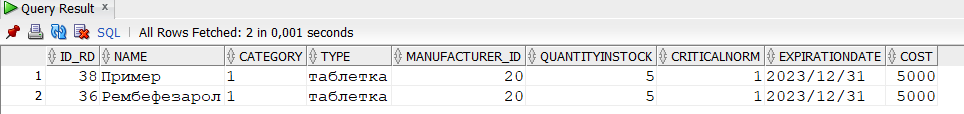 Query Result ×
SQL | All Rows Fetched: 2 in 0,001 seconds
ID_RD NAME CATEGORY TYPE MANUFACTURER_ID QUANTITYINSTOCK CRITICALNORM EXPIRATIONDATE COST
1 38 Пример 1 таблетка 20 5 1 2023/12/31 5000
2 36 Рембефеварол 1 таблетка 20 5 1 2023/12/31 5000